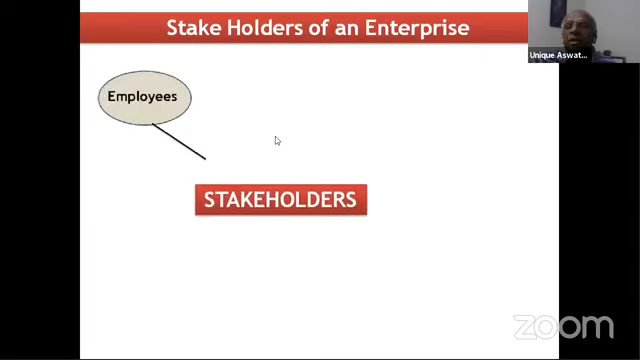 Stake Holders of an Enterprise
Unique Aswat...
Employees
STAKEHOLDERS
zoom